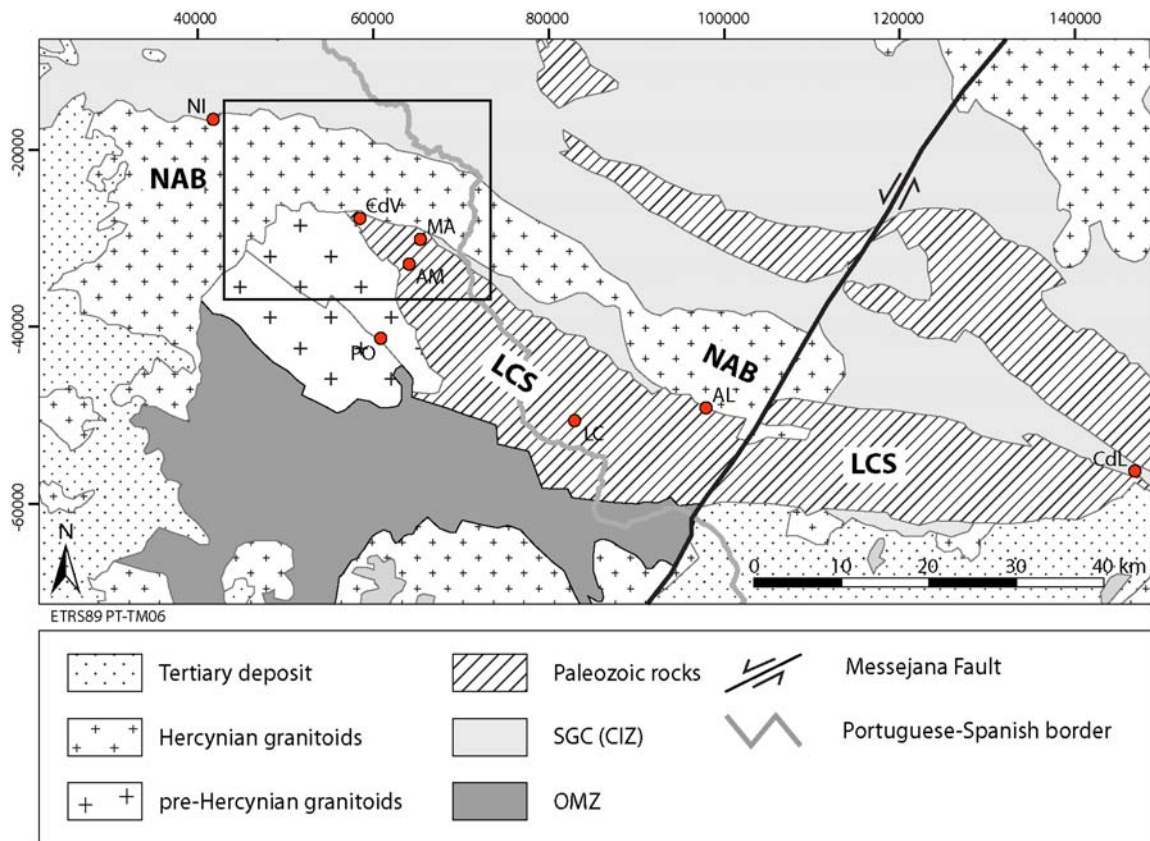 40000 60000 80000 100000 120000 140000
-20000
-40000
-60000
NI
NAB
CdV
MA
AM
PO
LCS
NAB
AL
LC
LCS
CdL
N
0 10 20 30 40 km
ETRS89 PT-TM06
Tertiary deposit
Paleozoic rocks
Messejana Fault
Hercynian granitoids
SGC (CIZ)
Portuguese-Spanish border
pre-Hercynian granitoids
OMZ